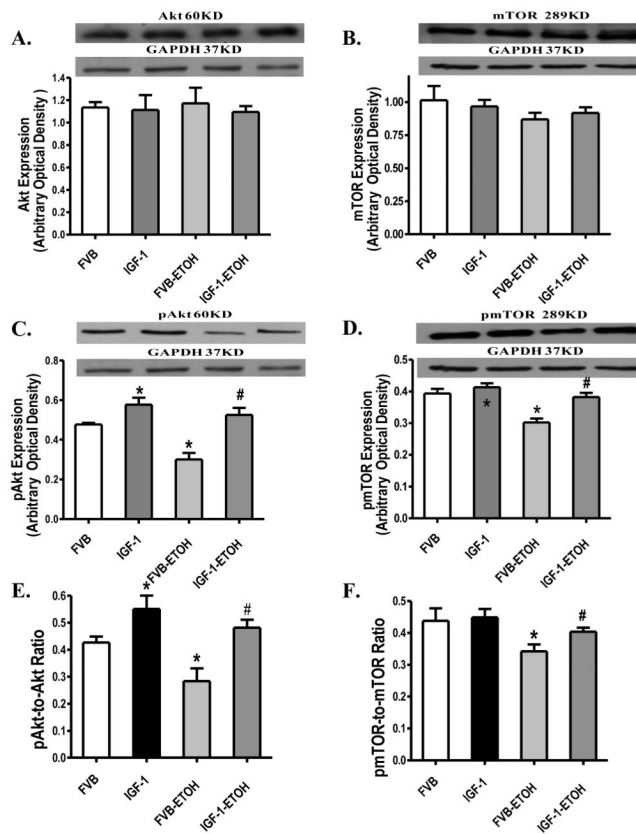 A.
Akt 60KD
GAPDH 37KD
Akt Expression
(Arbitrary Optical Density )
1.4
1.2
1.0
0.8
0.6
0.4
0.2
0.0
FVB
IGF-1
FVB-ETOH
IGF-1-ETOH
B.
mTOR 289KD
GAPDH 37KD
mTOR Expression
(Arbitrary Optical Density)
1.00
0.75
0.50
0.25
0.00
FVB
IGF-1
FVB-ETOH
IGF-1-ETOH
C.
pAkt 60KD
GAPDH 37KD
pAkt Expression
(Arbitrary Optical Density)
0.8
0.6
0.4
0.2
0.0
*
*
#
FVB
IGF-1
FVB-ETOH
IGF-1-ETOH
D.
pmTOR 289KD
GAPDH 37KD
pmTOR Expression
(Arbitrary Optical Density)
0.5
0.4
0.3
0.2
0.1
0.0
*
*
#
FVB
IGF-1
FVB-ETOH
IGF-1-ETOH
E.
pAkt-to-Akt Ratio
0.6
0.5
0.4
0.3
0.2
0.1
0.0
*
*
#
FVB
IGF-1
FVB-ETOH
IGF-1-ETOH
F.
pmTOR-to-mTOR Ratio
0.5
0.4
0.3
0.2
0.1
0.0
*
#
FVB
IGF-1
FVB-ETOH
IGF-1-ETOH